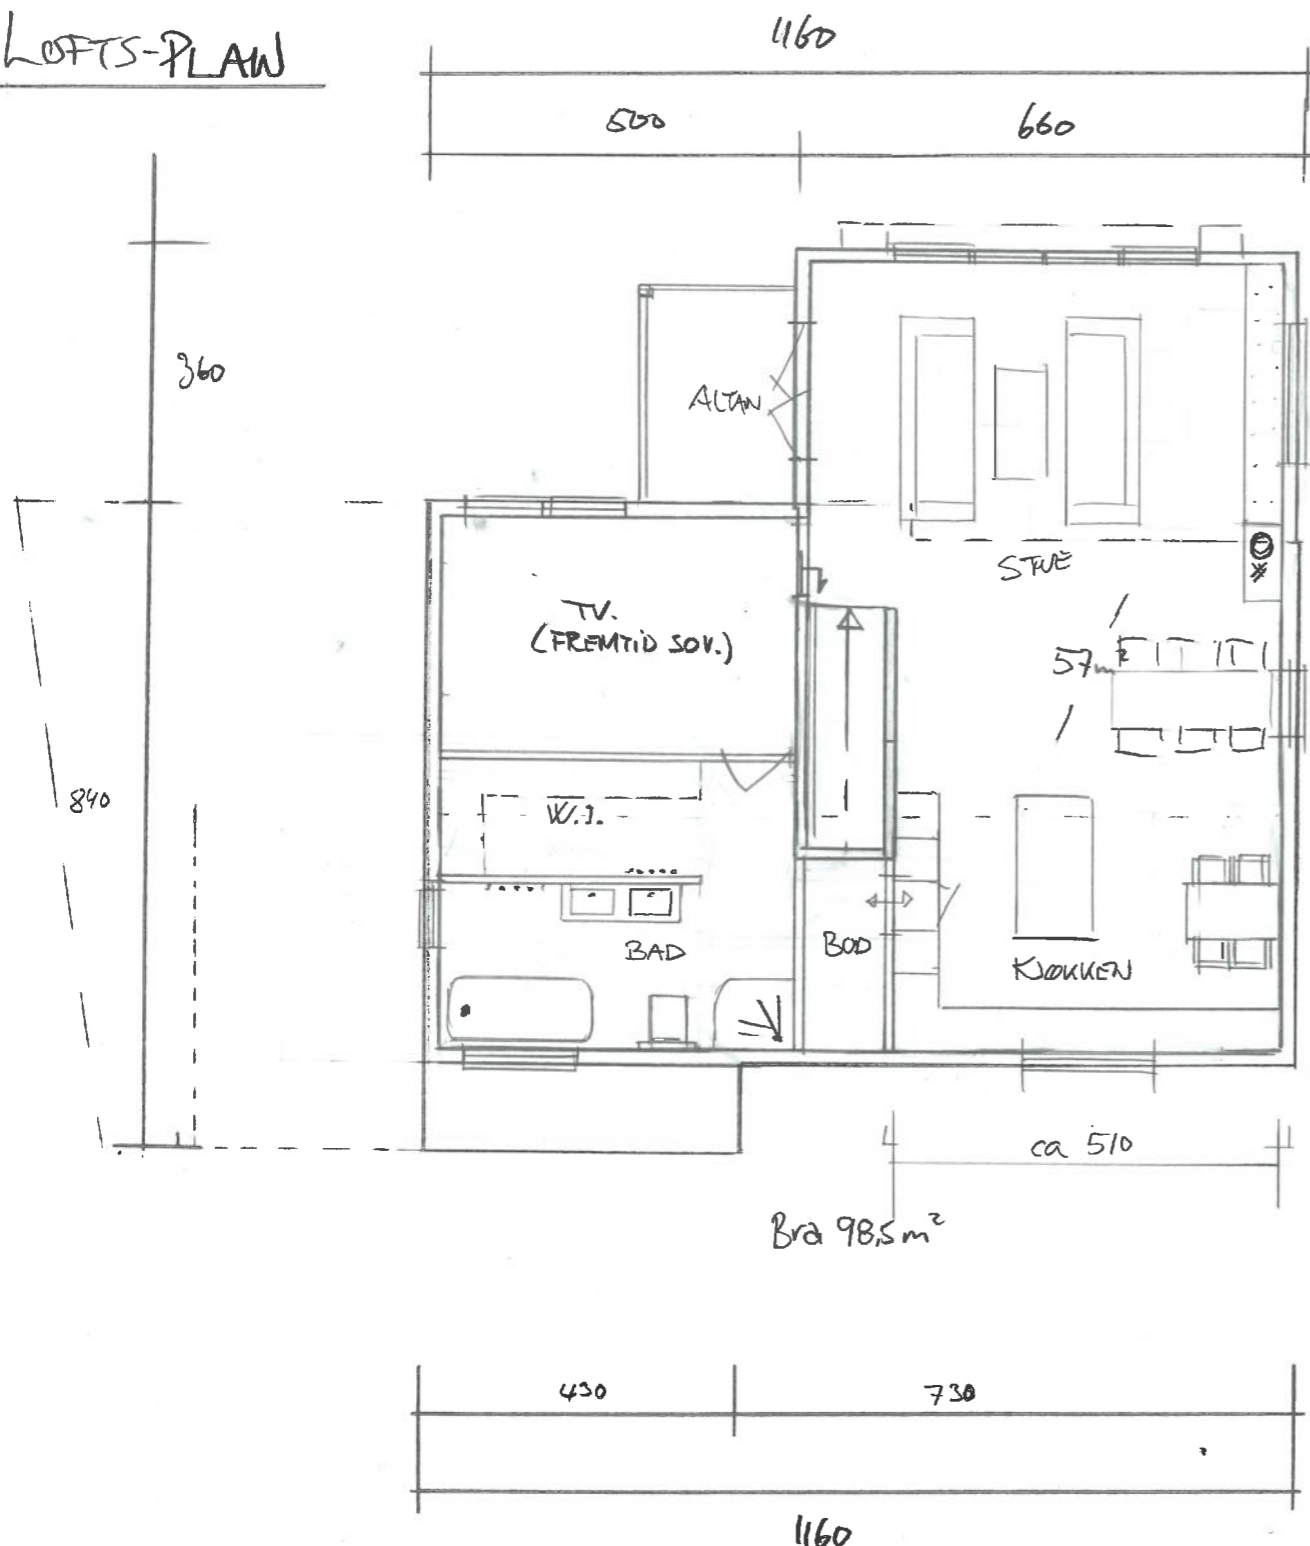 LOFTS-PLAN
1160
500
660
360
ALTAN
STUE
TV.
(FREMTID SOV.)
57m²
840
W.I.
BAD
BOD
KJØKKEN
ca 510
Bra 98,5m²
430
730
1160